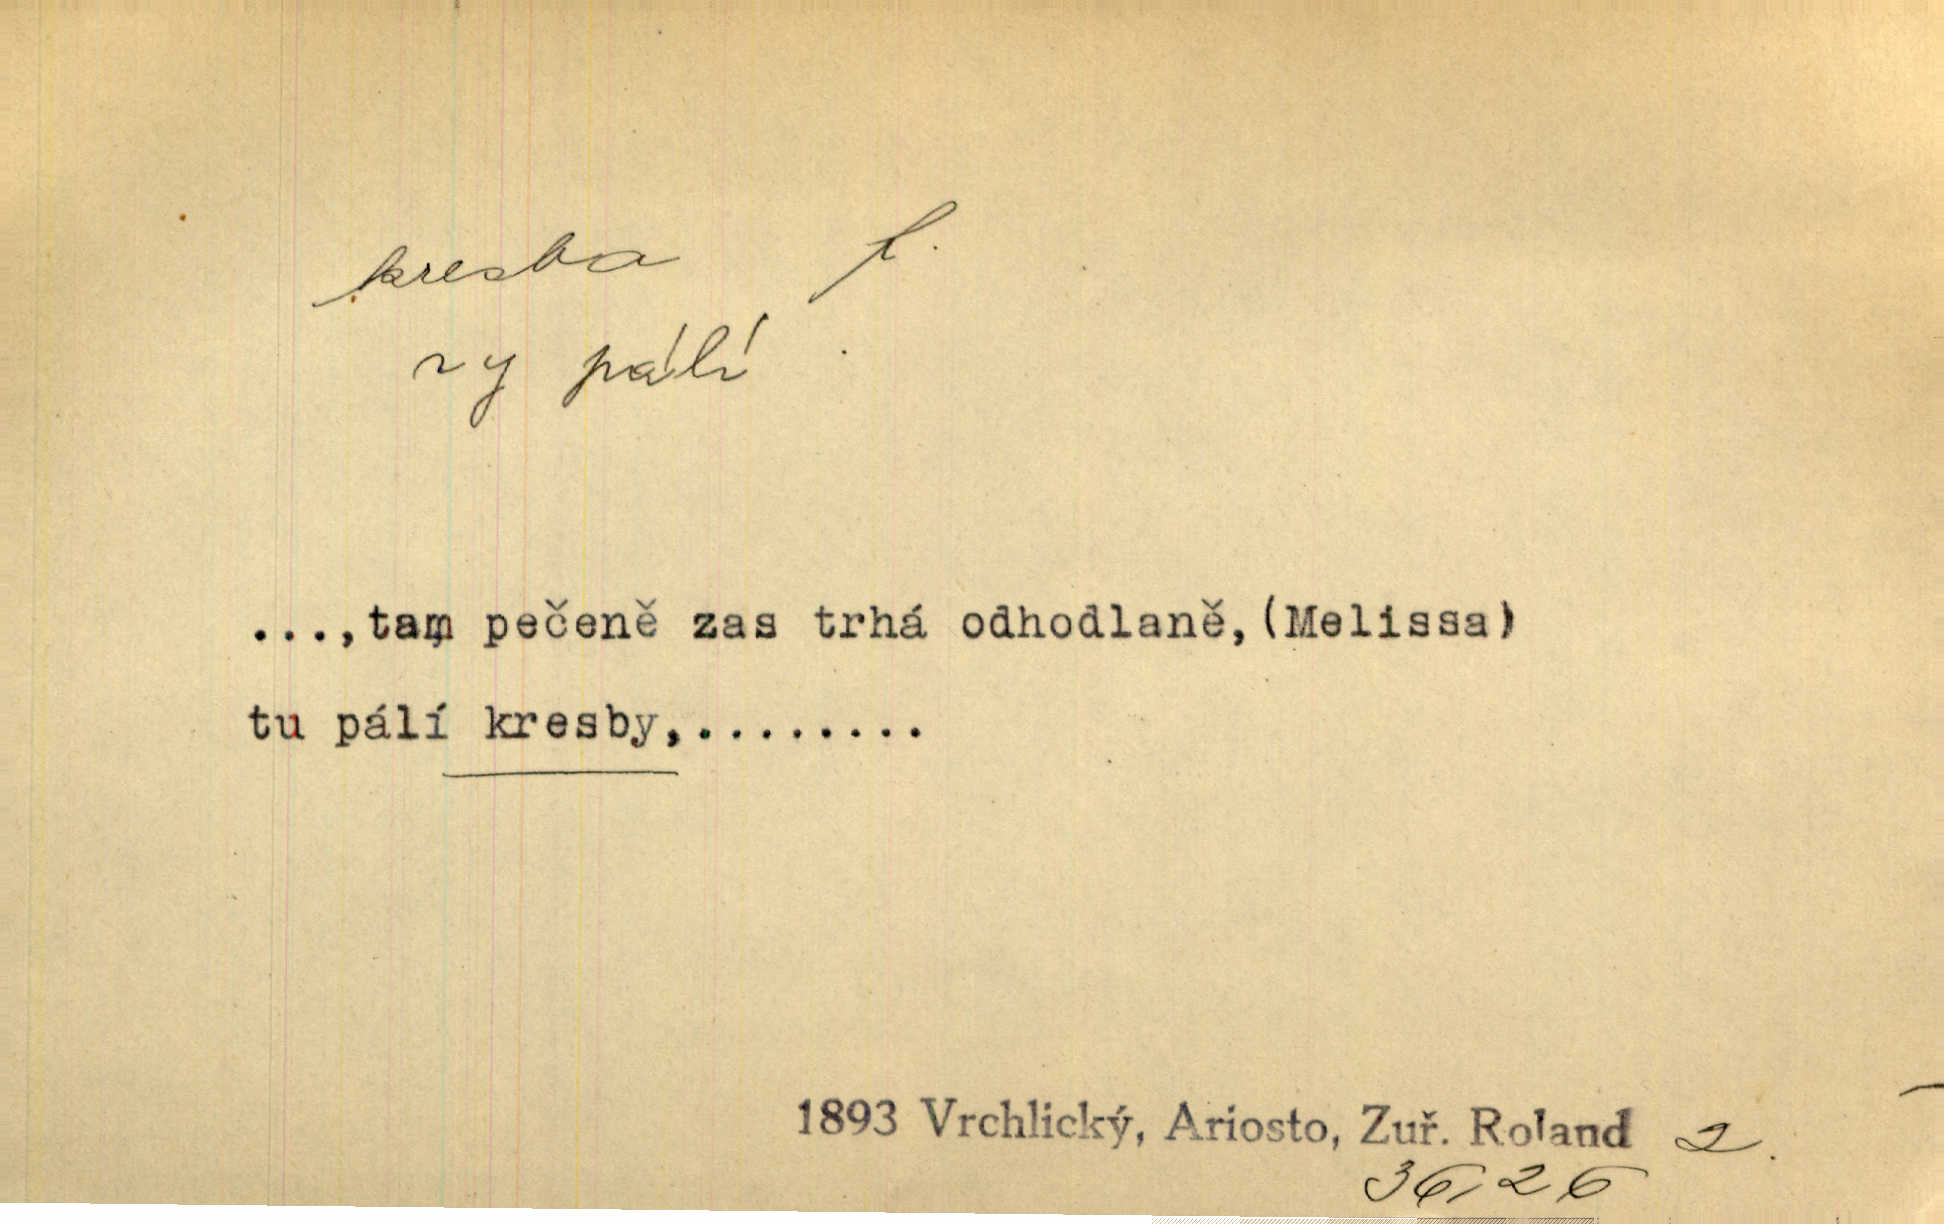 kresba f.
ry pálí
...,tam pečeně zas trhá odhodlaně,(Melissa)
tu pálí kresby,.........
1893 Vrchlický, Ariosto, Zuř. Roland 2.
36,26